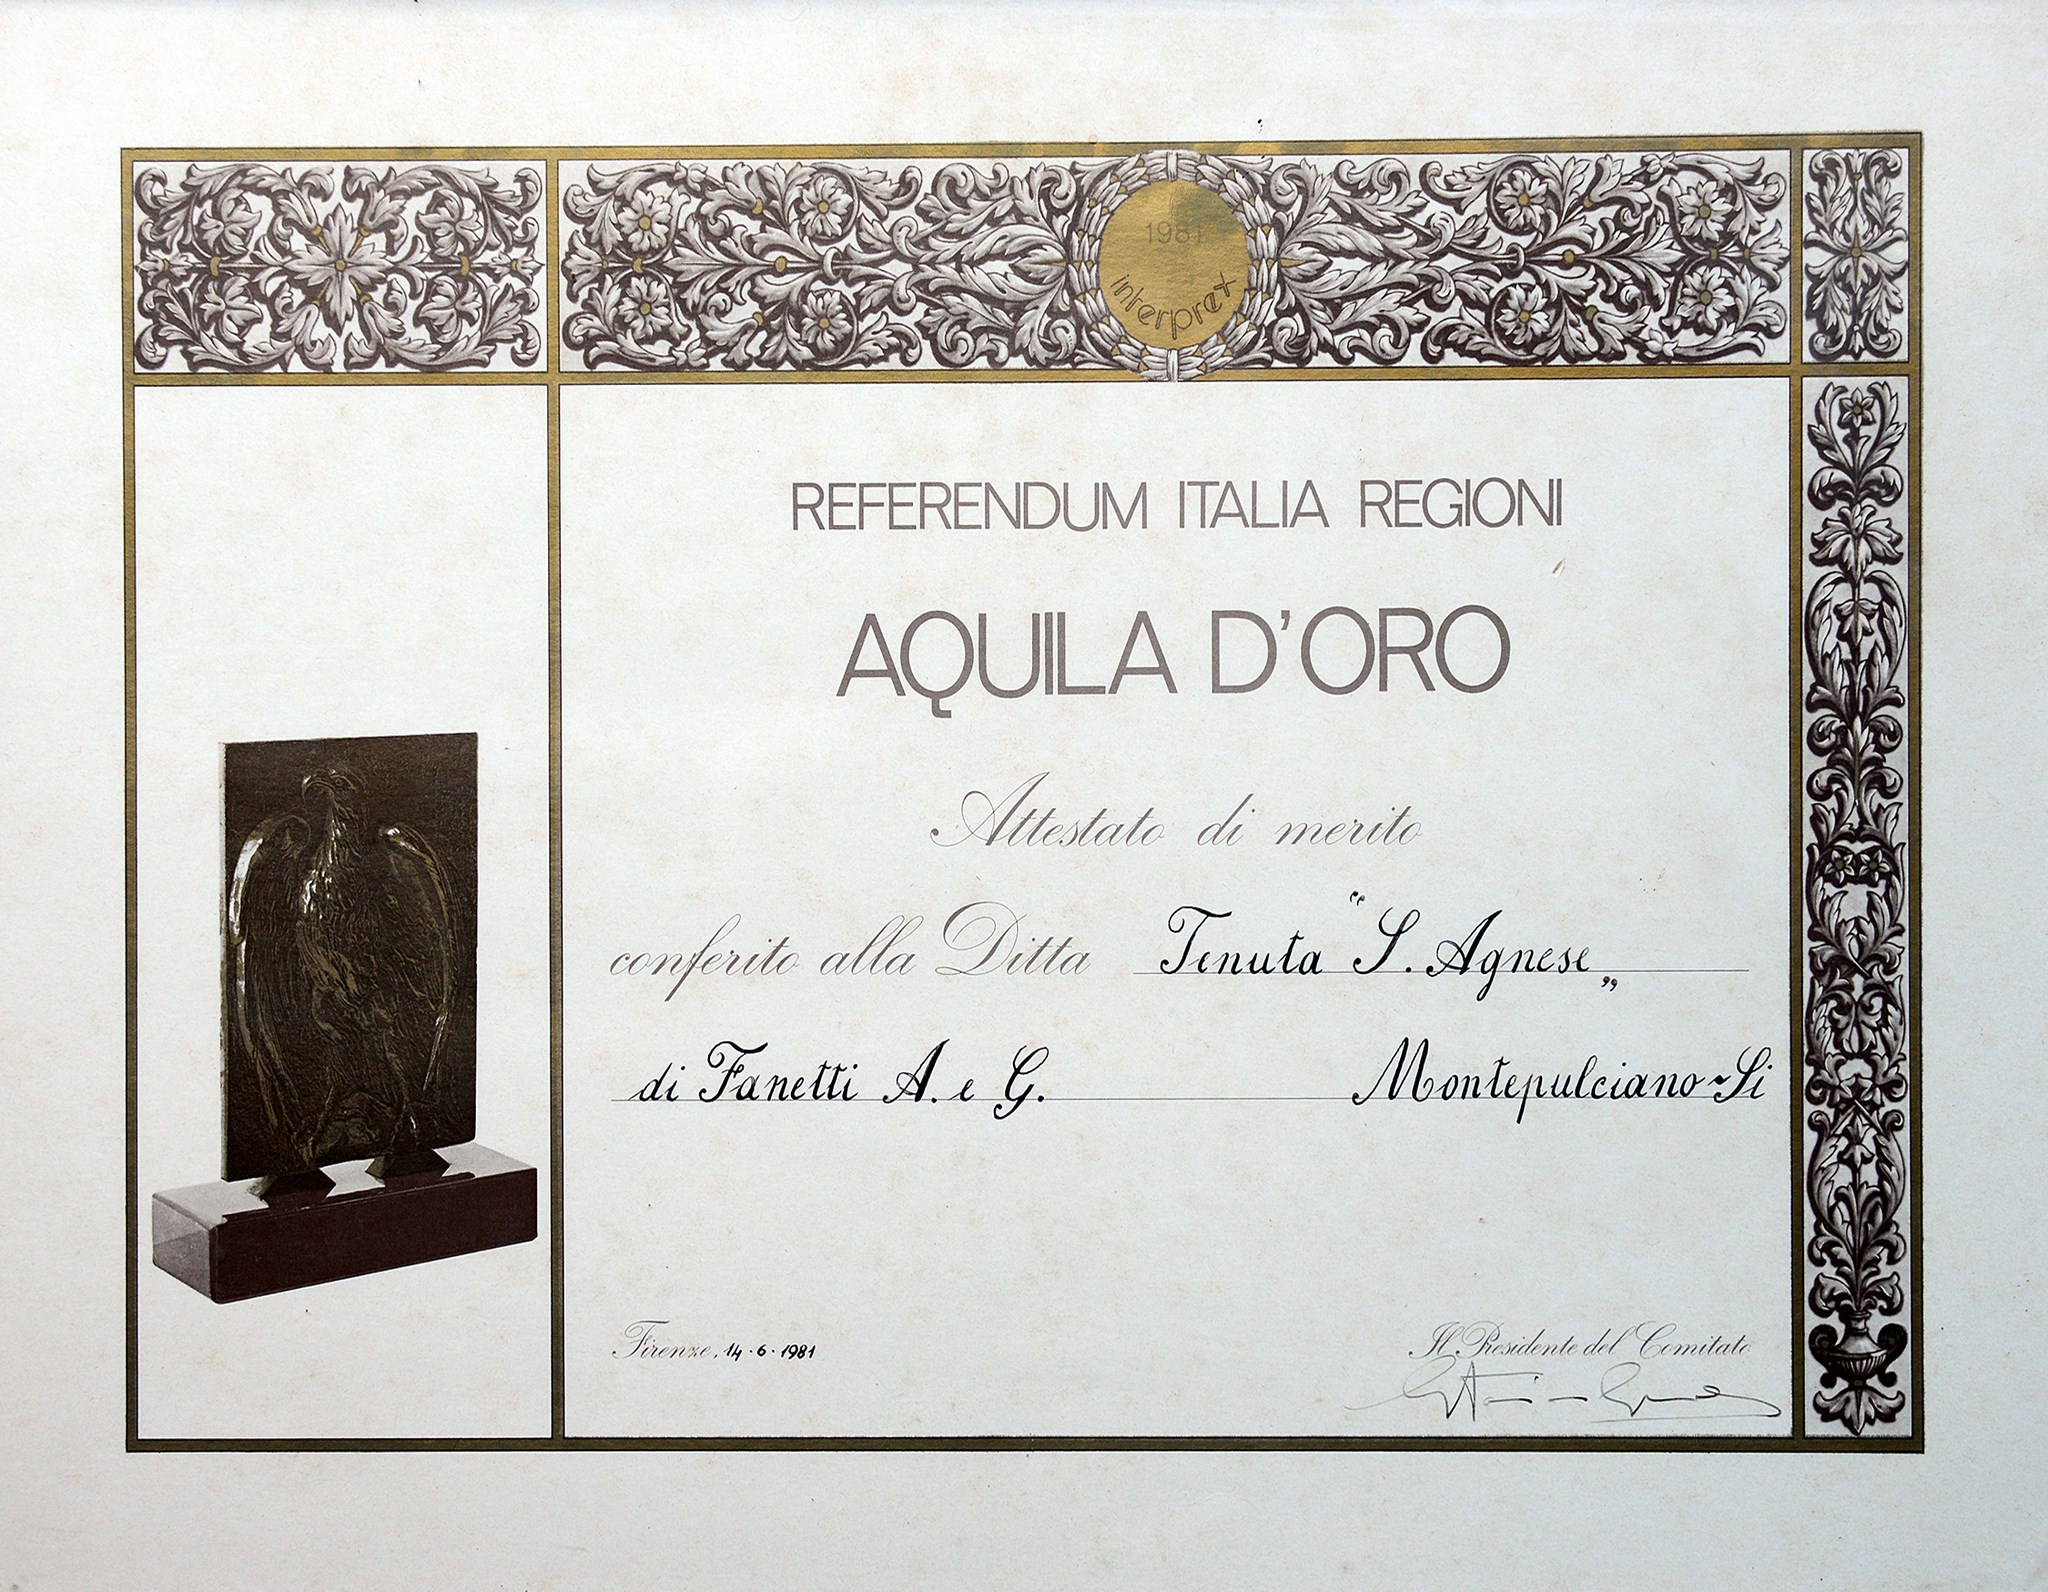 1981
interprex
REFERENDUM ITALIA REGIONI
AQUILA D'ORO
Attestato di merito
conferito alla Ditta Tenuta “S. Agnese„
di Fanetti A. e G. Montepulciano-Si
Firenze, 14·6·1981
Il Presidente del Comitato